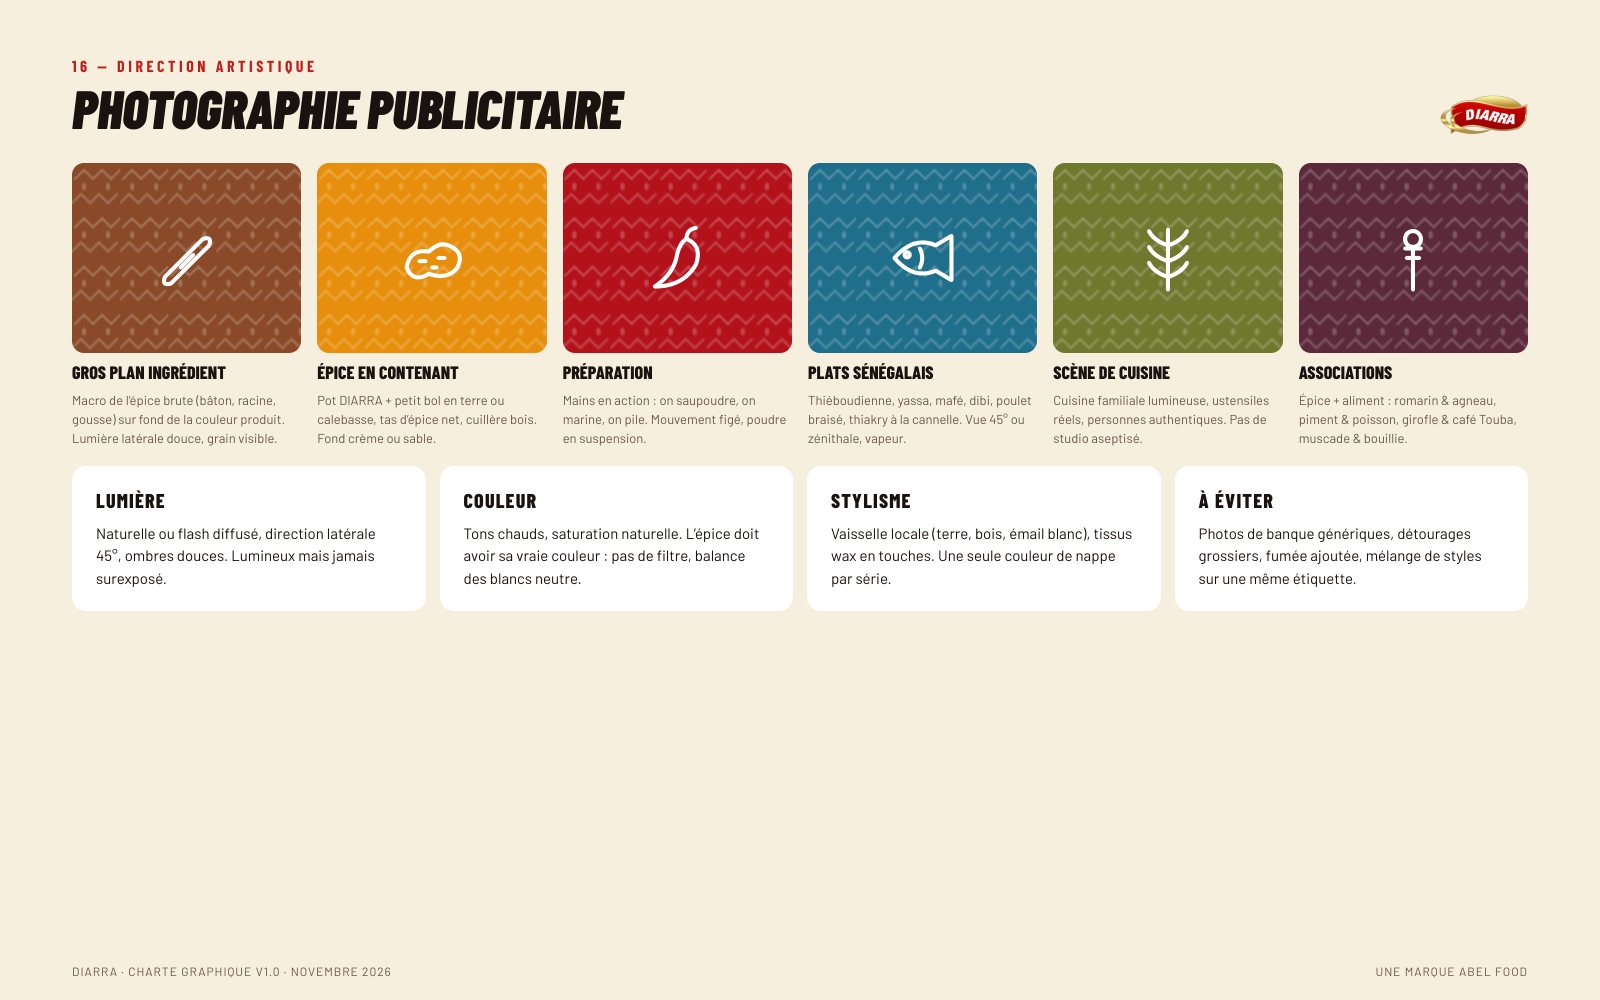 16 — DIRECTION ARTISTIQUE
PHOTOGRAPHIE PUBLICITAIRE
DIARRA
GROS PLAN INGRÉDIENT
Macro de l’épice brute (bâton, racine,
gousse) sur fond de la couleur produit.
Lumière latérale douce, grain visible.
ÉPICE EN CONTENANT
Pot DIARRA + petit bol en terre ou
calebasse, tas d’épice net, cuillère bois.
Fond crème ou sable.
PRÉPARATION
Mains en action : on saupoudre, on
marine, on pile. Mouvement figé, poudre
en suspension.
PLATS SÉNÉGALAIS
Thiéboudienne, yassa, mafé, dibi, poulet
braisé, thiakry à la cannelle. Vue 45° ou
zénithale, vapeur.
SCÈNE DE CUISINE
Cuisine familiale lumineuse, ustensiles
réels, personnes authentiques. Pas de
studio aseptisé.
ASSOCIATIONS
Épice + aliment : romarin & agneau,
piment & poisson, girofle & café Touba,
muscade & bouillie.
LUMIÈRE
Naturelle ou flash diffusé, direction latérale
45°, ombres douces. Lumineux mais jamais
surexposé.
COULEUR
Tons chauds, saturation naturelle. L’épice doit
avoir sa vraie couleur : pas de filtre, balance
des blancs neutre.
STYLISME
Vaisselle locale (terre, bois, émail blanc), tissus
wax en touches. Une seule couleur de nappe
par série.
À ÉVITER
Photos de banque génériques, détourages
grossiers, fumée ajoutée, mélange de styles
sur une même étiquette.
DIARRA · CHARTE GRAPHIQUE V1.0 · NOVEMBRE 2026
UNE MARQUE ABEL FOOD